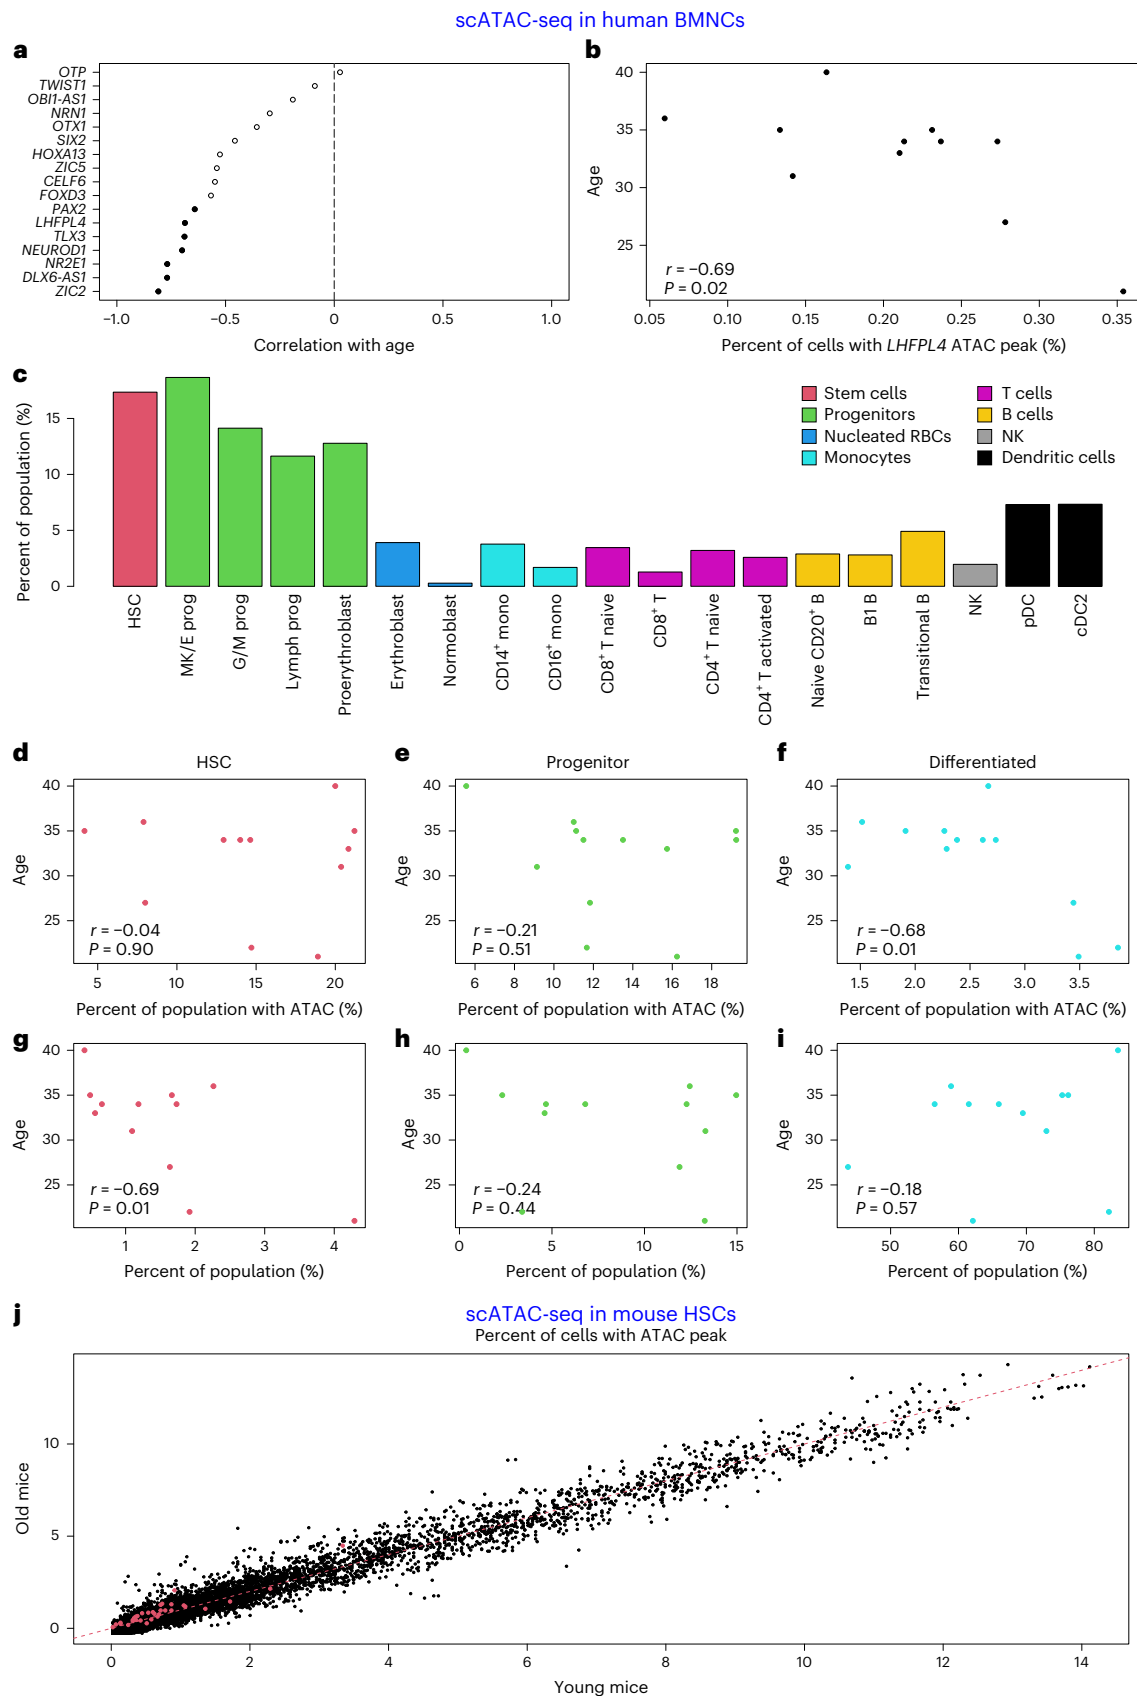 scATAC-seq in human BMNCs
a
OTP
TWIST1
OBI1-AS1
NRN1
OTX1
SIX2
HOXA13
ZIC5
CELF6
FOXD3
PAX2
LHFPL4
TLX3
NEUROD1
NR2E1
DLX6-AS1
ZIC2
−1.0 −0.5 0 0.5 1.0
Correlation with age
b
40
35
30
25
Age
r = −0.69
P = 0.02
0.05 0.10 0.15 0.20 0.25 0.30 0.35
Percent of cells with LHFPL4 ATAC peak (%)
c
Percent of population (%)
15
10
5
0
Stem cells
Progenitors
Nucleated RBCs
Monocytes
T cells
B cells
NK
Dendritic cells
HSC
MK/E prog
G/M prog
Lymph prog
Proerythroblast
Erythroblast
Normoblast
CD14⁺ mono
CD16⁺ mono
CD8⁺ T naive
CD8⁺ T
CD4⁺ T naive
CD4⁺ T activated
Naive CD20⁺ B
B1 B
Transitional B
NK
pDC
cDC2
d
HSC
40
35
30
25
Age
r = −0.04
P = 0.90
5 10 15 20
Percent of population with ATAC (%)
e
Progenitor
40
35
30
25
Age
r = −0.21
P = 0.51
6 8 10 12 14 16 18
Percent of population with ATAC (%)
f
Differentiated
40
35
30
25
Age
r = −0.68
P = 0.01
1.5 2.0 2.5 3.0 3.5
Percent of population with ATAC (%)
g
40
35
30
25
Age
r = −0.69
P = 0.01
1 2 3 4
Percent of population (%)
h
40
35
30
25
Age
r = −0.24
P = 0.44
0 5 10 15
Percent of population (%)
i
40
35
30
25
Age
r = −0.18
P = 0.57
50 60 70 80
Percent of population (%)
j
scATAC-seq in mouse HSCs
Percent of cells with ATAC peak
Old mice
10
5
0
0 2 4 6 8 10 12 14
Young mice